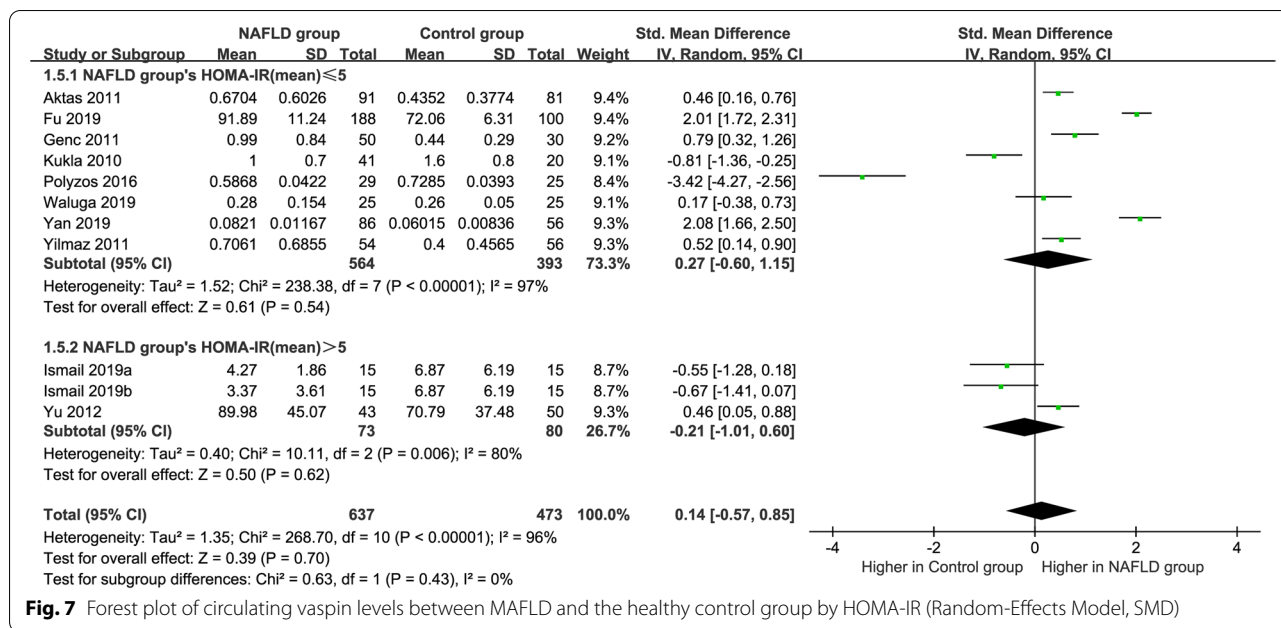 NAFLD group Control group Std. Mean Difference Std. Mean Difference
Study or Subgroup Mean SD Total Mean SD Total Weight IV, Random, 95% CI IV, Random, 95% CI
1.5.1 NAFLD group's HOMA-IR(mean)≤5
Aktas 2011 0.6704 0.6026 91 0.4352 0.3774 81 9.4% 0.46 [0.16, 0.76]
Fu 2019 91.89 11.24 188 72.06 6.31 100 9.4% 2.01 [1.72, 2.31]
Genc 2011 0.99 0.84 50 0.44 0.29 30 9.2% 0.79 [0.32, 1.26]
Kukla 2010 1 0.7 41 1.6 0.8 20 9.1% -0.81 [-1.36, -0.25]
Polyzos 2016 0.5868 0.0422 29 0.7285 0.0393 25 8.4% -3.42 [-4.27, -2.56]
Waluga 2019 0.28 0.154 25 0.26 0.05 25 9.1% 0.17 [-0.38, 0.73]
Yan 2019 0.0821 0.01167 86 0.06015 0.00836 56 9.3% 2.08 [1.66, 2.50]
Yilmaz 2011 0.7061 0.6855 54 0.4 0.4565 56 9.3% 0.52 [0.14, 0.90]
Subtotal (95% CI) 564 393 73.3% 0.27 [-0.60, 1.15]
Heterogeneity: Tau² = 1.52; Chi² = 238.38, df = 7 (P < 0.00001); I² = 97%
Test for overall effect: Z = 0.61 (P = 0.54)
1.5.2 NAFLD group's HOMA-IR(mean)>5
Ismail 2019a 4.27 1.86 15 6.87 6.19 15 8.7% -0.55 [-1.28, 0.18]
Ismail 2019b 3.37 3.61 15 6.87 6.19 15 8.7% -0.67 [-1.41, 0.07]
Yu 2012 89.98 45.07 43 70.79 37.48 50 9.3% 0.46 [0.05, 0.88]
Subtotal (95% CI) 73 80 26.7% -0.21 [-1.01, 0.60]
Heterogeneity: Tau² = 0.40; Chi² = 10.11, df = 2 (P = 0.006); I² = 80%
Test for overall effect: Z = 0.50 (P = 0.62)
Total (95% CI) 637 473 100.0% 0.14 [-0.57, 0.85]
Heterogeneity: Tau² = 1.35; Chi² = 268.70, df = 10 (P < 0.00001); I² = 96%
Test for overall effect: Z = 0.39 (P = 0.70)
Test for subgroup differences: Chi² = 0.63, df = 1 (P = 0.43), I² = 0%
-4 -2 0 2 4
Higher in Control group Higher in NAFLD group
Fig. 7 Forest plot of circulating vaspin levels between MAFLD and the healthy control group by HOMA-IR (Random-Effects Model, SMD)